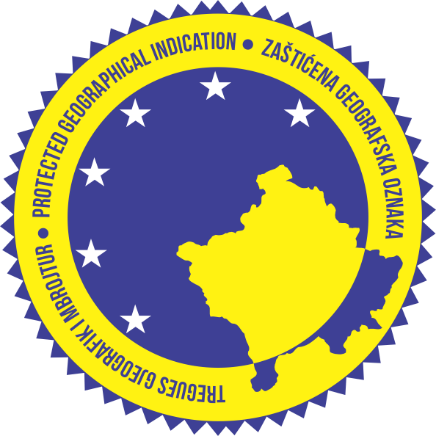 TREGUES GJEOGRAFIK I MBROJTUR • PROTECTED GEOGRAPHICAL INDICATION • ZAŠTIĆENA GEOGRAFSKA OZNAKA